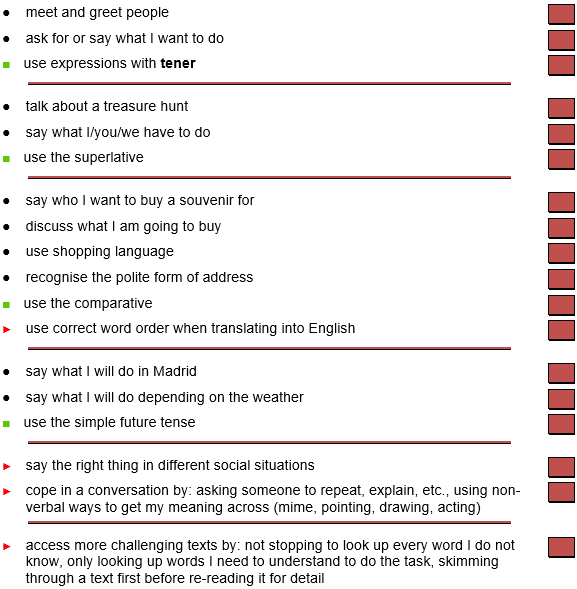 meet and greet people
ask for or say what I want to do
use expressions with tener
talk about a treasure hunt
say what I/you/we have to do
use the superlative
say who I want to buy a souvenir for
discuss what I am going to buy
use shopping language
recognise the polite form of address
use the comparative
use correct word order when translating into English
say what I will do in Madrid
say what I will do depending on the weather
use the simple future tense
say the right thing in different social situations
cope in a conversation by: asking someone to repeat, explain, etc., using non-
verbal ways to get my meaning across (mime, pointing, drawing, acting)
access more challenging texts by: not stopping to look up every word I do not
know, only looking up words I need to understand to do the task, skimming
through a text first before re-reading it for detail